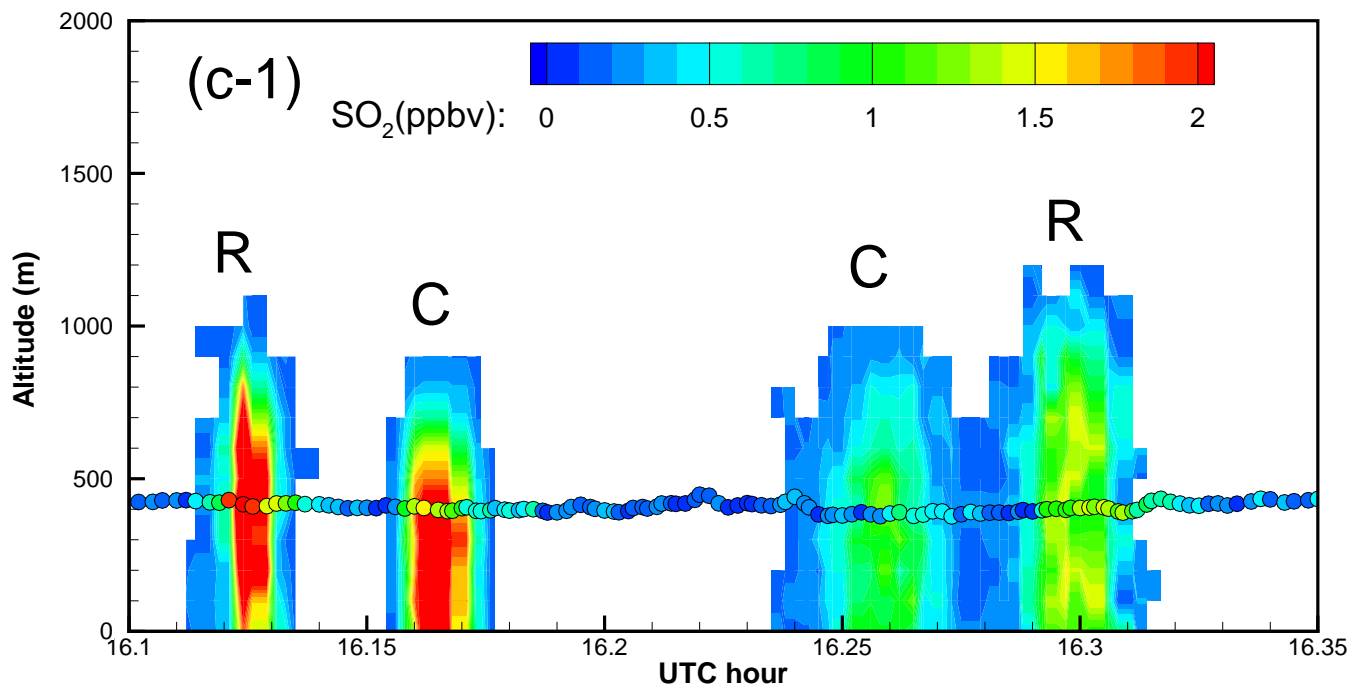 2000
(c-1)
SO2(ppbv): 0 0.5 1 1.5 2
1500
R
C
C
R
1000
Altitude (m)
500
0
16.1 16.15 16.2 16.25 16.3 16.35
UTC hour